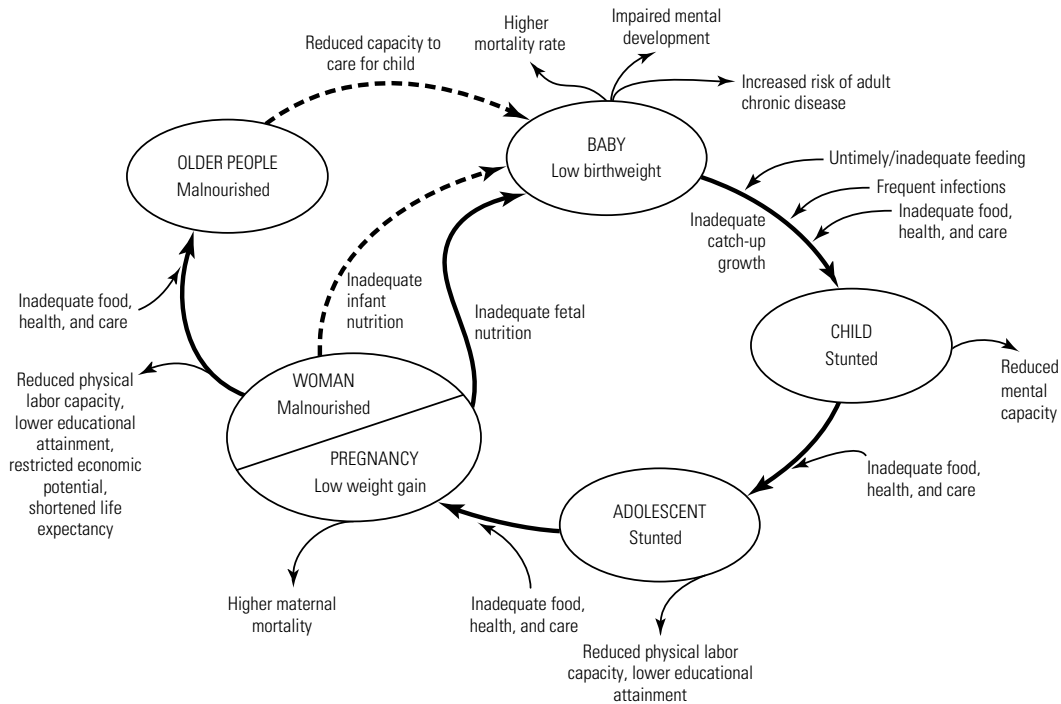 Higher
mortality rate
Impaired mental
development
Reduced capacity to
care for child
Increased risk of adult
chronic disease
OLDER PEOPLE
Malnourished
BABY
Low birthweight
Untimely/inadequate feeding
Frequent infections
Inadequate food,
health, and care
Inadequate
catch-up
growth
Inadequate
infant
nutrition
Inadequate fetal
nutrition
Inadequate food,
health, and care
CHILD
Stunted
Reduced
mental
capacity
Reduced physical
labor capacity,
lower educational
attainment,
restricted economic
potential,
shortened life
expectancy
WOMAN
Malnourished
PREGNANCY
Low weight gain
Inadequate food,
health, and care
ADOLESCENT
Stunted
Higher maternal
mortality
Inadequate food,
health, and care
Reduced physical labor
capacity, lower educational
attainment